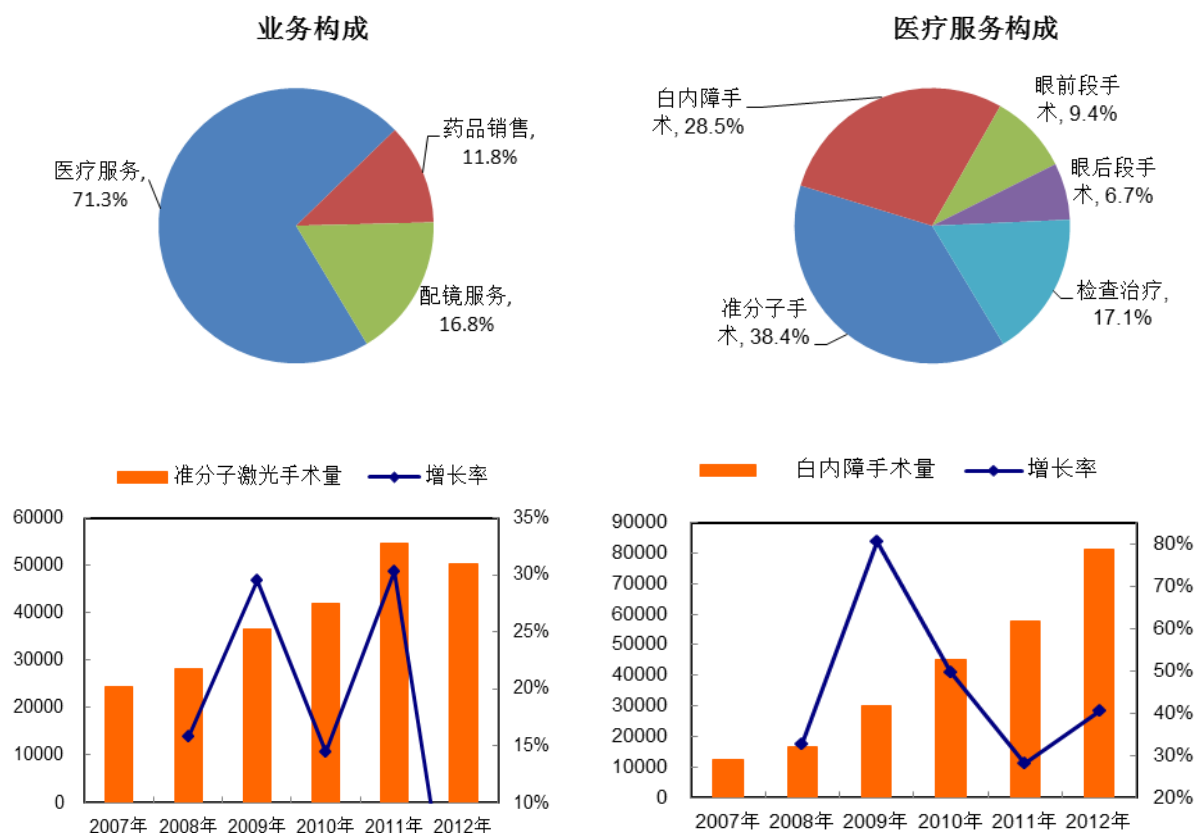 业务构成
医疗服务,
71.3%
药品销售,
11.8%
配镜服务,
16.8%
医疗服务构成
白内障手
术, 28.5%
眼前段手
术, 9.4%
眼后段手
术, 6.7%
检查治疗,
17.1%
准分子手
术, 38.4%
准分子激光手术量 增长率
60000
50000
40000
30000
20000
10000
0
35%
30%
25%
20%
15%
10%
2007年 2008年 2009年 2010年 2011年 2012年
白内障手术量 增长率
90000
80000
70000
60000
50000
40000
30000
20000
10000
0
80%
70%
60%
50%
40%
30%
20%
2007年 2008年 2009年 2010年 2011年 2012年